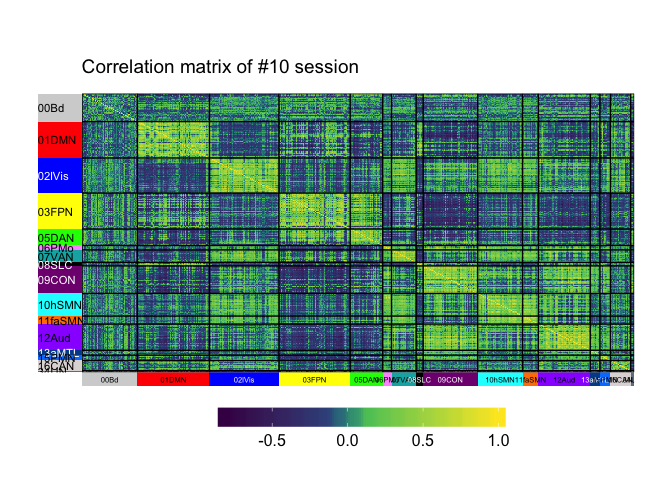 Correlation matrix of #10 session
00Bd
01DMN
02lVis
03FPN
05DAN
06PMo
07VAN
08SLC
09CON
10hSMN
11faSMN
12Aud
00Bd 01DMN 02lVis 03FPN 05DAN 08SLC 09CON 10hSMN 11faSMN 12Aud
-0.5 0.0 0.5 1.0